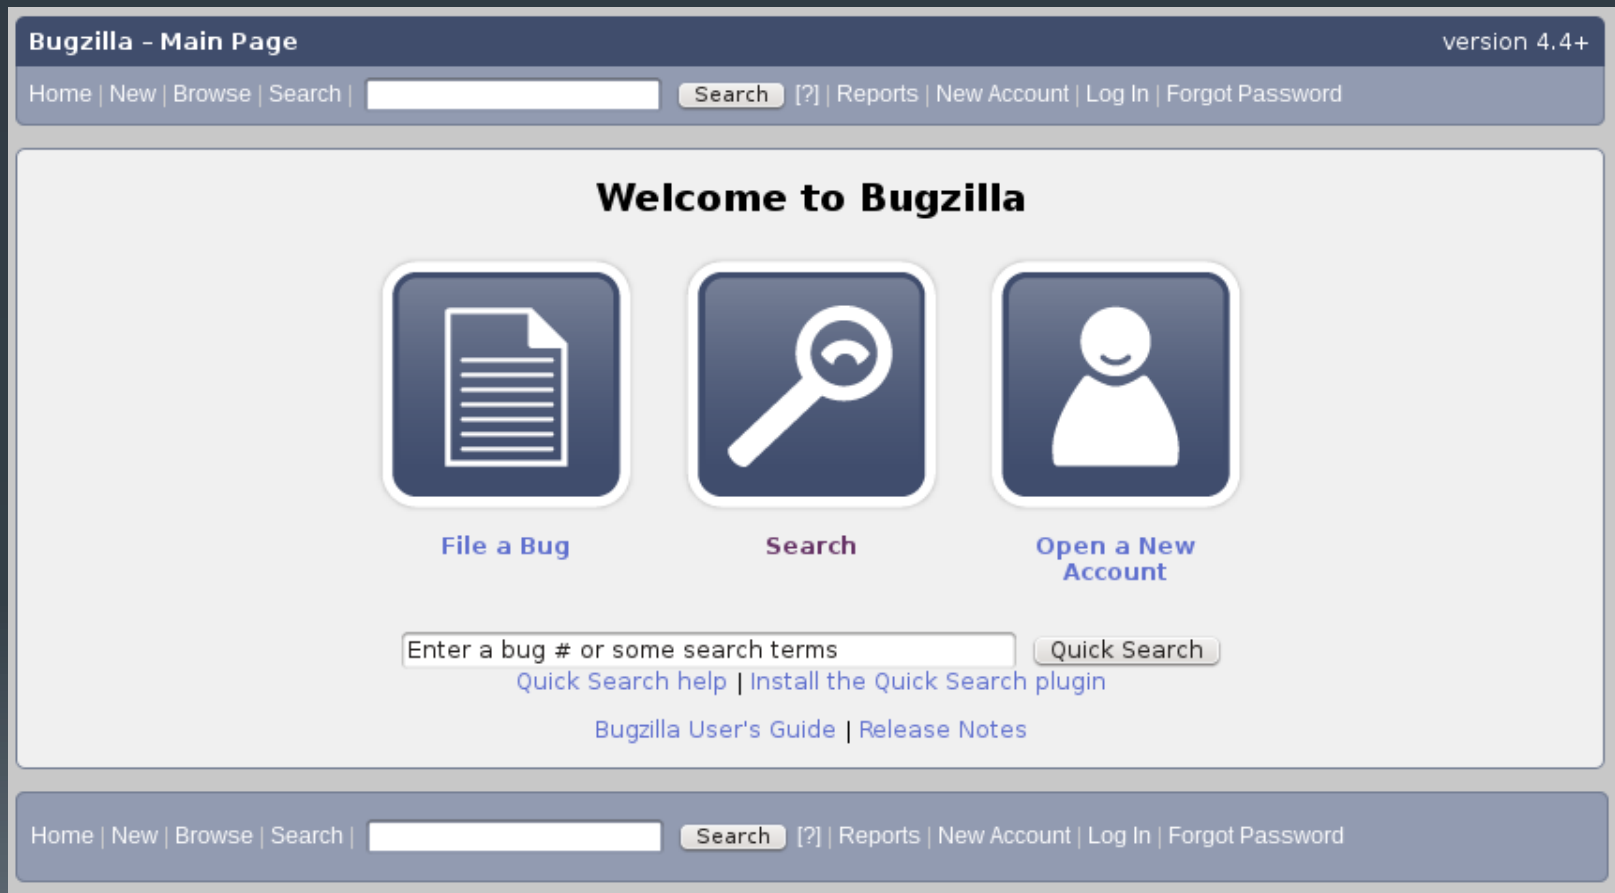 Bugzilla – Main Page version 4.4+
Home | New | Browse | Search | Search [?] | Reports | New Account | Log In | Forgot Password
Welcome to Bugzilla
File a Bug
Search
Open a New
Account
Enter a bug # or some search terms Quick Search
Quick Search help | Install the Quick Search plugin
Bugzilla User's Guide | Release Notes
Home | New | Browse | Search | Search [?] | Reports | New Account | Log In | Forgot Password